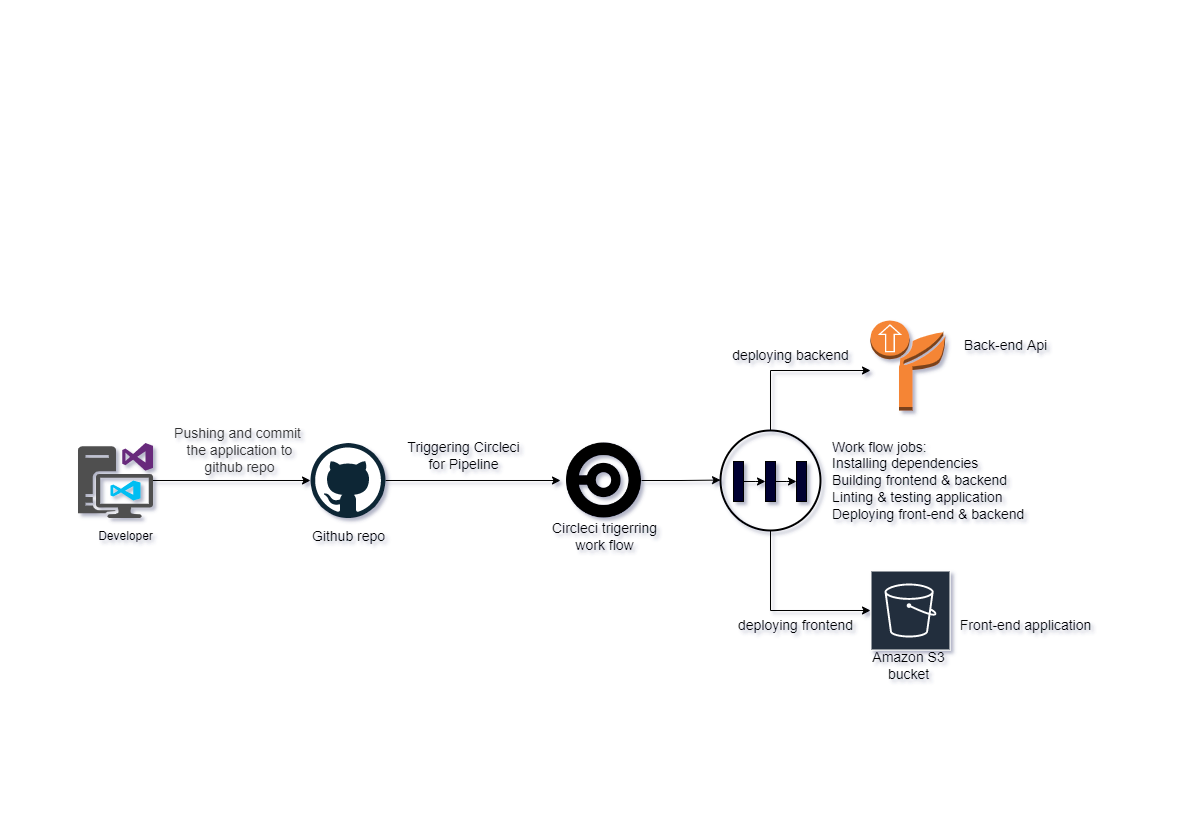 Pushing and commit
the application to
github repo
Developer
Github repo
Triggering Circleci
for Pipeline
Circleci trigerring
work flow
deploying backend
Back-end Api
Work flow jobs:
Installing dependencies
Building frontend & backend
Linting & testing application
Deploying front-end & backend
deploying frontend
Front-end application
Amazon S3
bucket